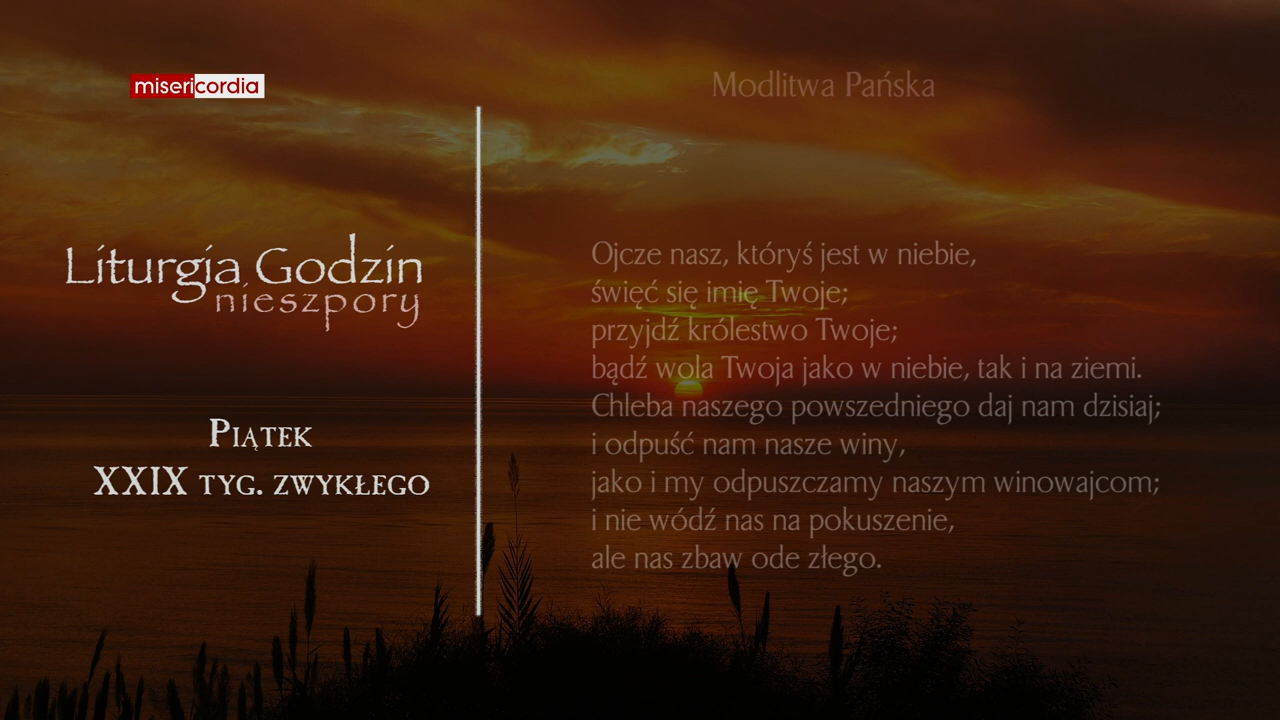 misericordia
Modlitwa Pańska
Liturgia Godzin
nieszpory
Piątek
XXIX tyg. zwykłego
Ojcze nasz, któryś jest w niebie,
święć się imię Twoje;
przyjdź królestwo Twoje;
bądź wola Twoja jako w niebie, tak i na ziemi.
Chleba naszego powszedniego daj nam dzisiaj;
i odpuść nam nasze winy,
jako i my odpuszczamy naszym winowajcom;
i nie wódź nas na pokuszenie,
ale nas zbaw ode złego.